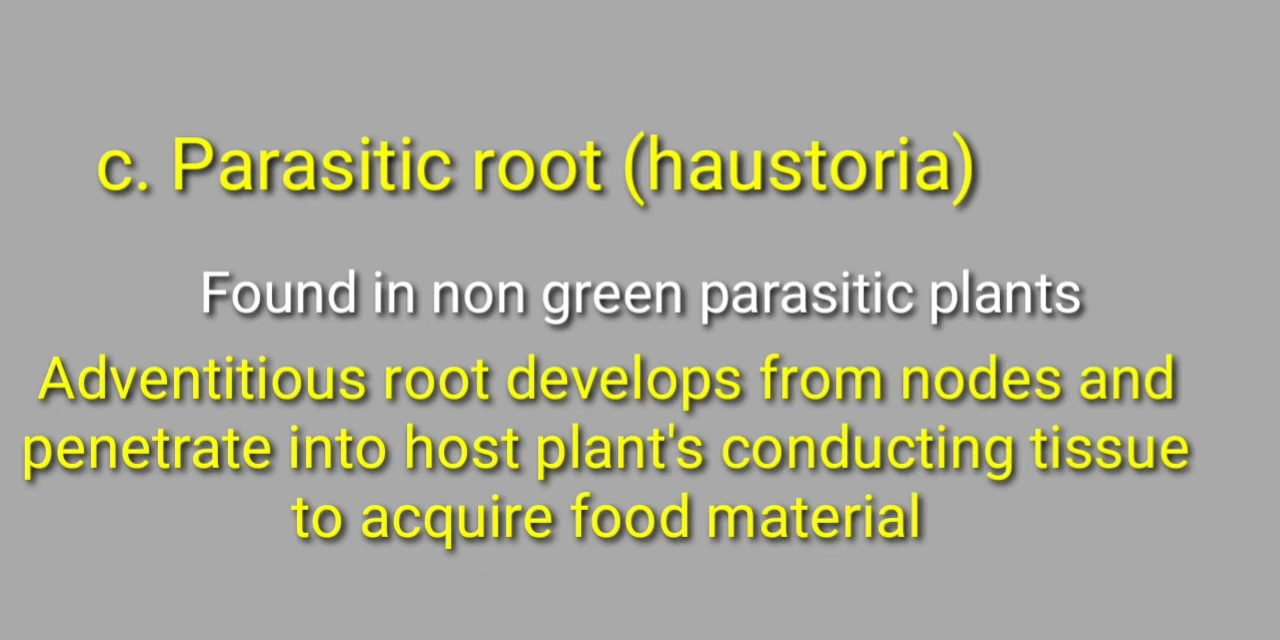 c. Parasitic root (haustoria)
Found in non green parasitic plants
Adventitious root develops from nodes and
penetrate into host plant's conducting tissue
to acquire food material